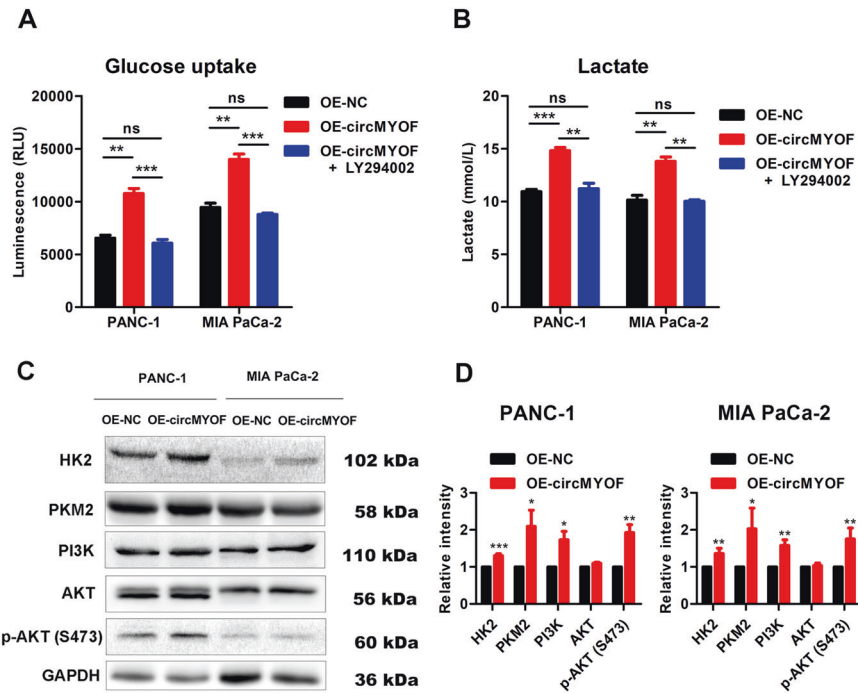 A
Glucose uptake
Luminescence (RLU)
20000
15000
10000
5000
0
ns
**
***
ns
**
***
OE-NC
OE-circMYOF
OE-circMYOF
+ LY294002
PANC-1
MIA PaCa-2
B
Lactate
Lactate (mmol/L)
20
15
10
5
0
ns
***
**
ns
**
**
OE-NC
OE-circMYOF
OE-circMYOF
+ LY294002
PANC-1
MIA PaCa-2
C
PANC-1
MIA PaCa-2
OE-NC OE-circMYOF OE-NC OE-circMYOF
HK2 102 kDa
PKM2 58 kDa
PI3K 110 kDa
AKT 56 kDa
p-AKT (S473) 60 kDa
GAPDH 36 kDa
D
PANC-1
OE-NC
OE-circMYOF
Relative intensity
3
2
1
0
***
*
*
**
HK2
PKM2
PI3K
AKT
p-AKT (S473)
MIA PaCa-2
OE-NC
OE-circMYOF
Relative intensity
3
2
1
0
**
*
**
**
HK2
PKM2
PI3K
AKT
p-AKT (S473)